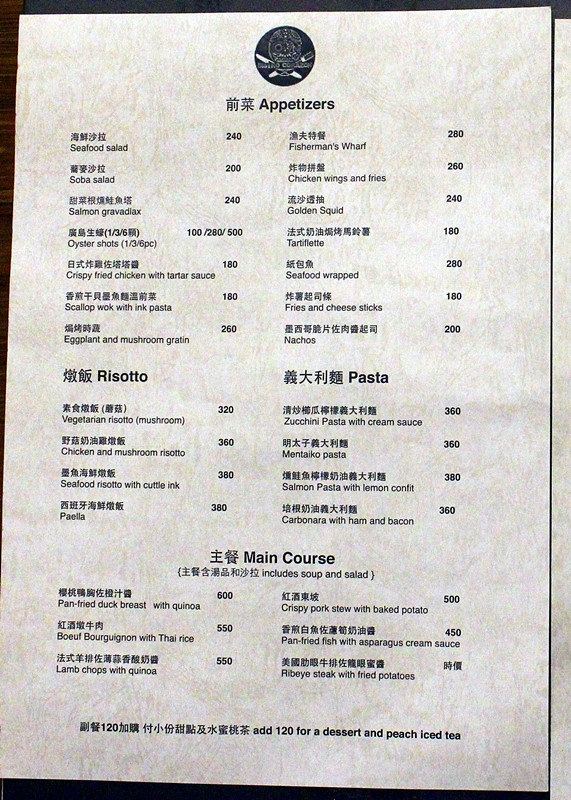 前菜 Appetizers
海鮮沙拉 240
Seafood salad
蕎麥沙拉 200
Soba salad
甜菜根燻鮭魚塔 240
Salmon gravadlax
廣島生蠔(1/3/6顆) 100 /280/ 500
Oyster shots (1/3/6pc)
日式炸雞佐塔塔醬 180
Crispy fried chicken with tartar sauce
香煎干貝墨魚麵溫前菜 180
Scallop wok with ink pasta
焗烤時蔬 260
Eggplant and mushroom gratin
漁夫特餐 280
Fisherman's Wharf
炸物拼盤 260
Chicken wings and fries
流沙透抽 240
Golden Squid
法式奶油焗烤馬鈴薯 180
Tartiflette
紙包魚 280
Seafood wrapped
炸薯起司條 180
Fries and cheese sticks
墨西哥脆片佐肉醬起司 200
Nachos
燉飯 Risotto
素食燉飯 (蘑菇) 320
Vegetarian risotto (mushroom)
野菇奶油雞燉飯 360
Chicken and mushroom risotto
墨魚海鮮燉飯 380
Seafood risotto with cuttle ink
西班牙海鮮燉飯 380
Paella
義大利麵 Pasta
清炒櫛瓜檸檬義大利麵 360
Zucchini Pasta with cream sauce
明太子義大利麵 360
Mentaiko pasta
燻鮭魚檸檬奶油義大利麵 380
Salmon Pasta with lemon confit
培根奶油義大利麵 360
Carbonara with ham and bacon
主餐 Main Course
{主餐含湯品和沙拉 includes soup and salad }
櫻桃鴨胸佐橙汁醬 600
Pan-fried duck breast with quinoa
紅酒墩牛肉 550
Boeuf Bourguignon with Thai rice
法式羊排佐薄蒜香酸奶醬 550
Lamb chops with quinoa
紅酒東坡 500
Crispy pork stew with baked potato
香煎白魚佐蘆筍奶油醬 450
Pan-fried fish with asparagus cream sauce
美國肋眼牛排佐龍眼蜜醬 時價
Ribeye steak with fried potatoes
副餐120加購 付小份甜點及水蜜桃茶 add 120 for a dessert and peach iced tea